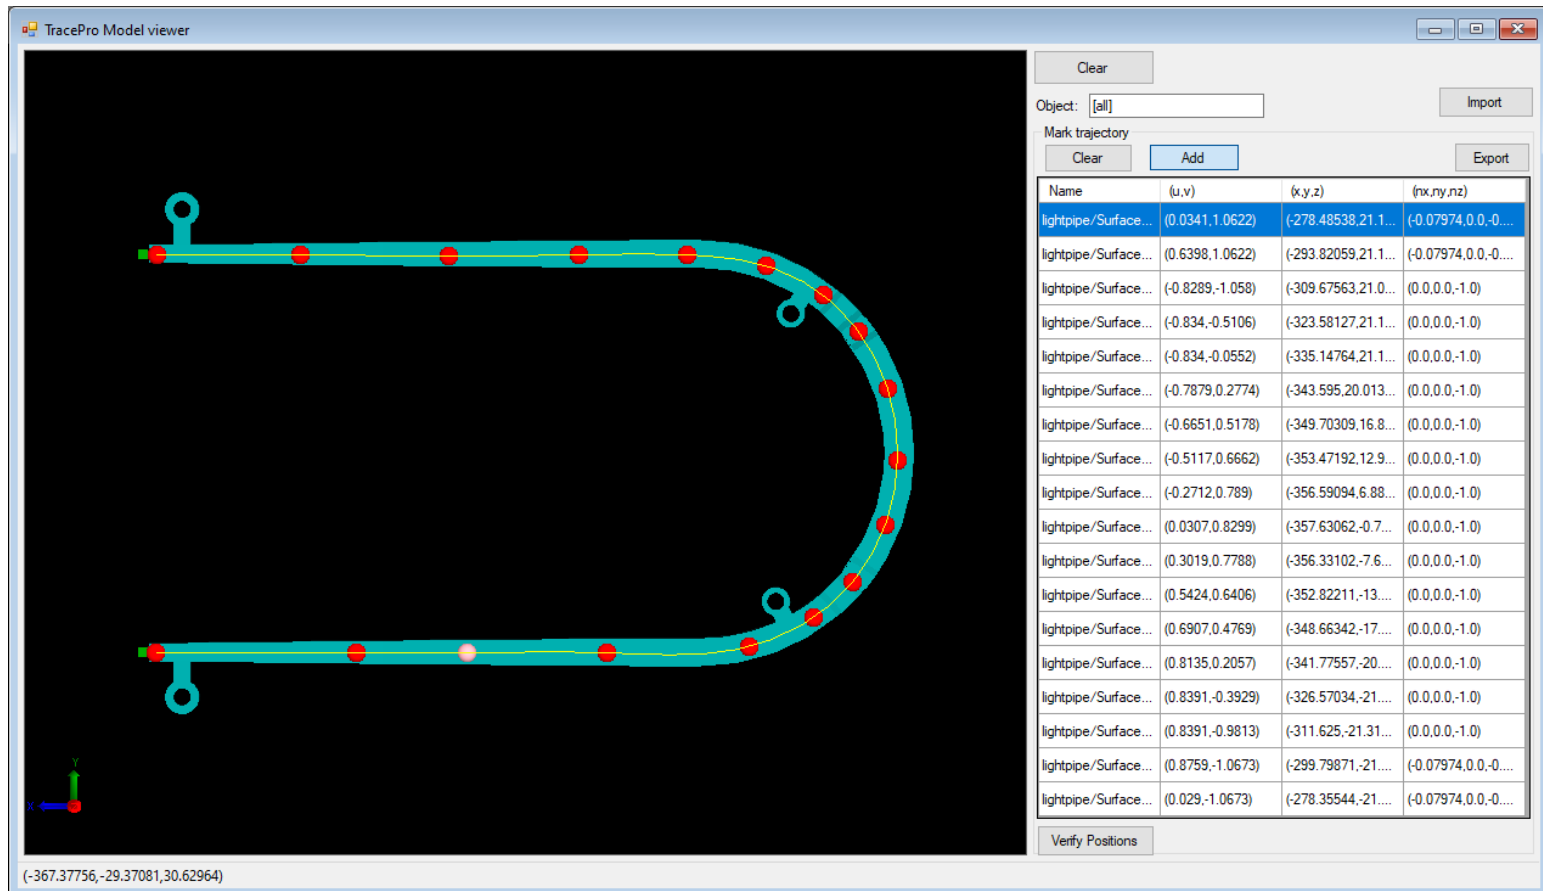 TracePro Model viewer
Clear
Object: [all]
Import
Mark trajectory
Clear Add Export
Name (u,v) (x,y,z) (nx,ny,nz)
lightpipe/Surface... (0.0341,1.0622) (-278.48538,21.1... (-0.07974,0.0,-0....
lightpipe/Surface... (0.6398,1.0622) (-293.82059,21.1... (-0.07974,0.0,-0....
lightpipe/Surface... (-0.8289,-1.058) (-309.67563,21.0... (0.0,0.0,-1.0)
lightpipe/Surface... (-0.834,-0.5106) (-323.58127,21.1... (0.0,0.0,-1.0)
lightpipe/Surface... (-0.834,-0.0552) (-335.14764,21.1... (0.0,0.0,-1.0)
lightpipe/Surface... (-0.7879,0.2774) (-343.595,20.013... (0.0,0.0,-1.0)
lightpipe/Surface... (-0.6651,0.5178) (-349.70309,16.8... (0.0,0.0,-1.0)
lightpipe/Surface... (-0.5117,0.6662) (-353.47192,12.9... (0.0,0.0,-1.0)
lightpipe/Surface... (-0.2712,0.789) (-356.59094,6.88... (0.0,0.0,-1.0)
lightpipe/Surface... (0.0307,0.8299) (-357.63062,-0.7... (0.0,0.0,-1.0)
lightpipe/Surface... (0.3019,0.7788) (-356.33102,-7.6... (0.0,0.0,-1.0)
lightpipe/Surface... (0.5424,0.6406) (-352.82211,-13.... (0.0,0.0,-1.0)
lightpipe/Surface... (0.6907,0.4769) (-348.66342,-17.... (0.0,0.0,-1.0)
lightpipe/Surface... (0.8135,0.2057) (-341.77557,-20.... (0.0,0.0,-1.0)
lightpipe/Surface... (0.8391,-0.3929) (-326.57034,-21.... (0.0,0.0,-1.0)
lightpipe/Surface... (0.8391,-0.9813) (-311.625,-21.31... (0.0,0.0,-1.0)
lightpipe/Surface... (0.8759,-1.0673) (-299.79871,-21.... (-0.07974,0.0,-0....
lightpipe/Surface... (0.029,-1.0673) (-278.35544,-21.... (-0.07974,0.0,-0....
Y
X
Verify Positions
(-367.37756,-29.37081,30.62964)